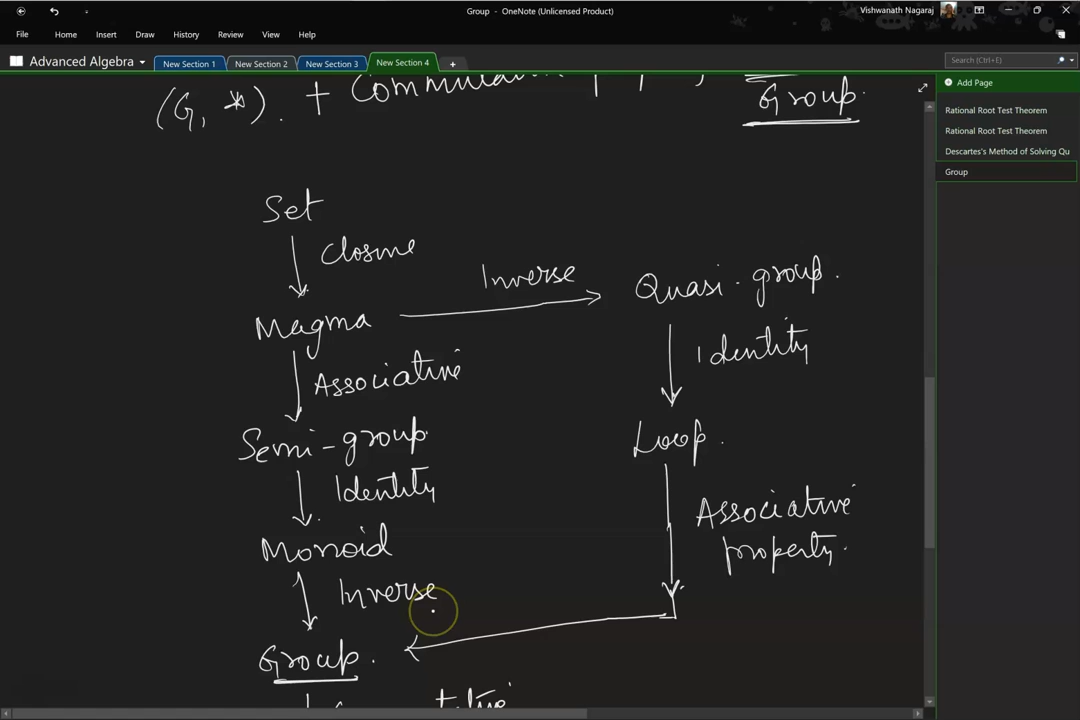 Group - OneNote (Unlicensed Product)
Vishwanath Nagaraj
File Home Insert Draw History Review View Help
Advanced Algebra New Section 1 New Section 2 New Section 3 New Section 4 +
Search (Ctrl+E)
Add Page
Rational Root Test Theorem
Rational Root Test Theorem
Descartes's Method of Solving Qu
Group
(G, *). +
Group.
Set
Closure
Magma
Inverse
Quasi-group.
Associative
Identity
Semi-group.
Loop.
Identity
Associative
property.
Monoid
Inverse
Group.